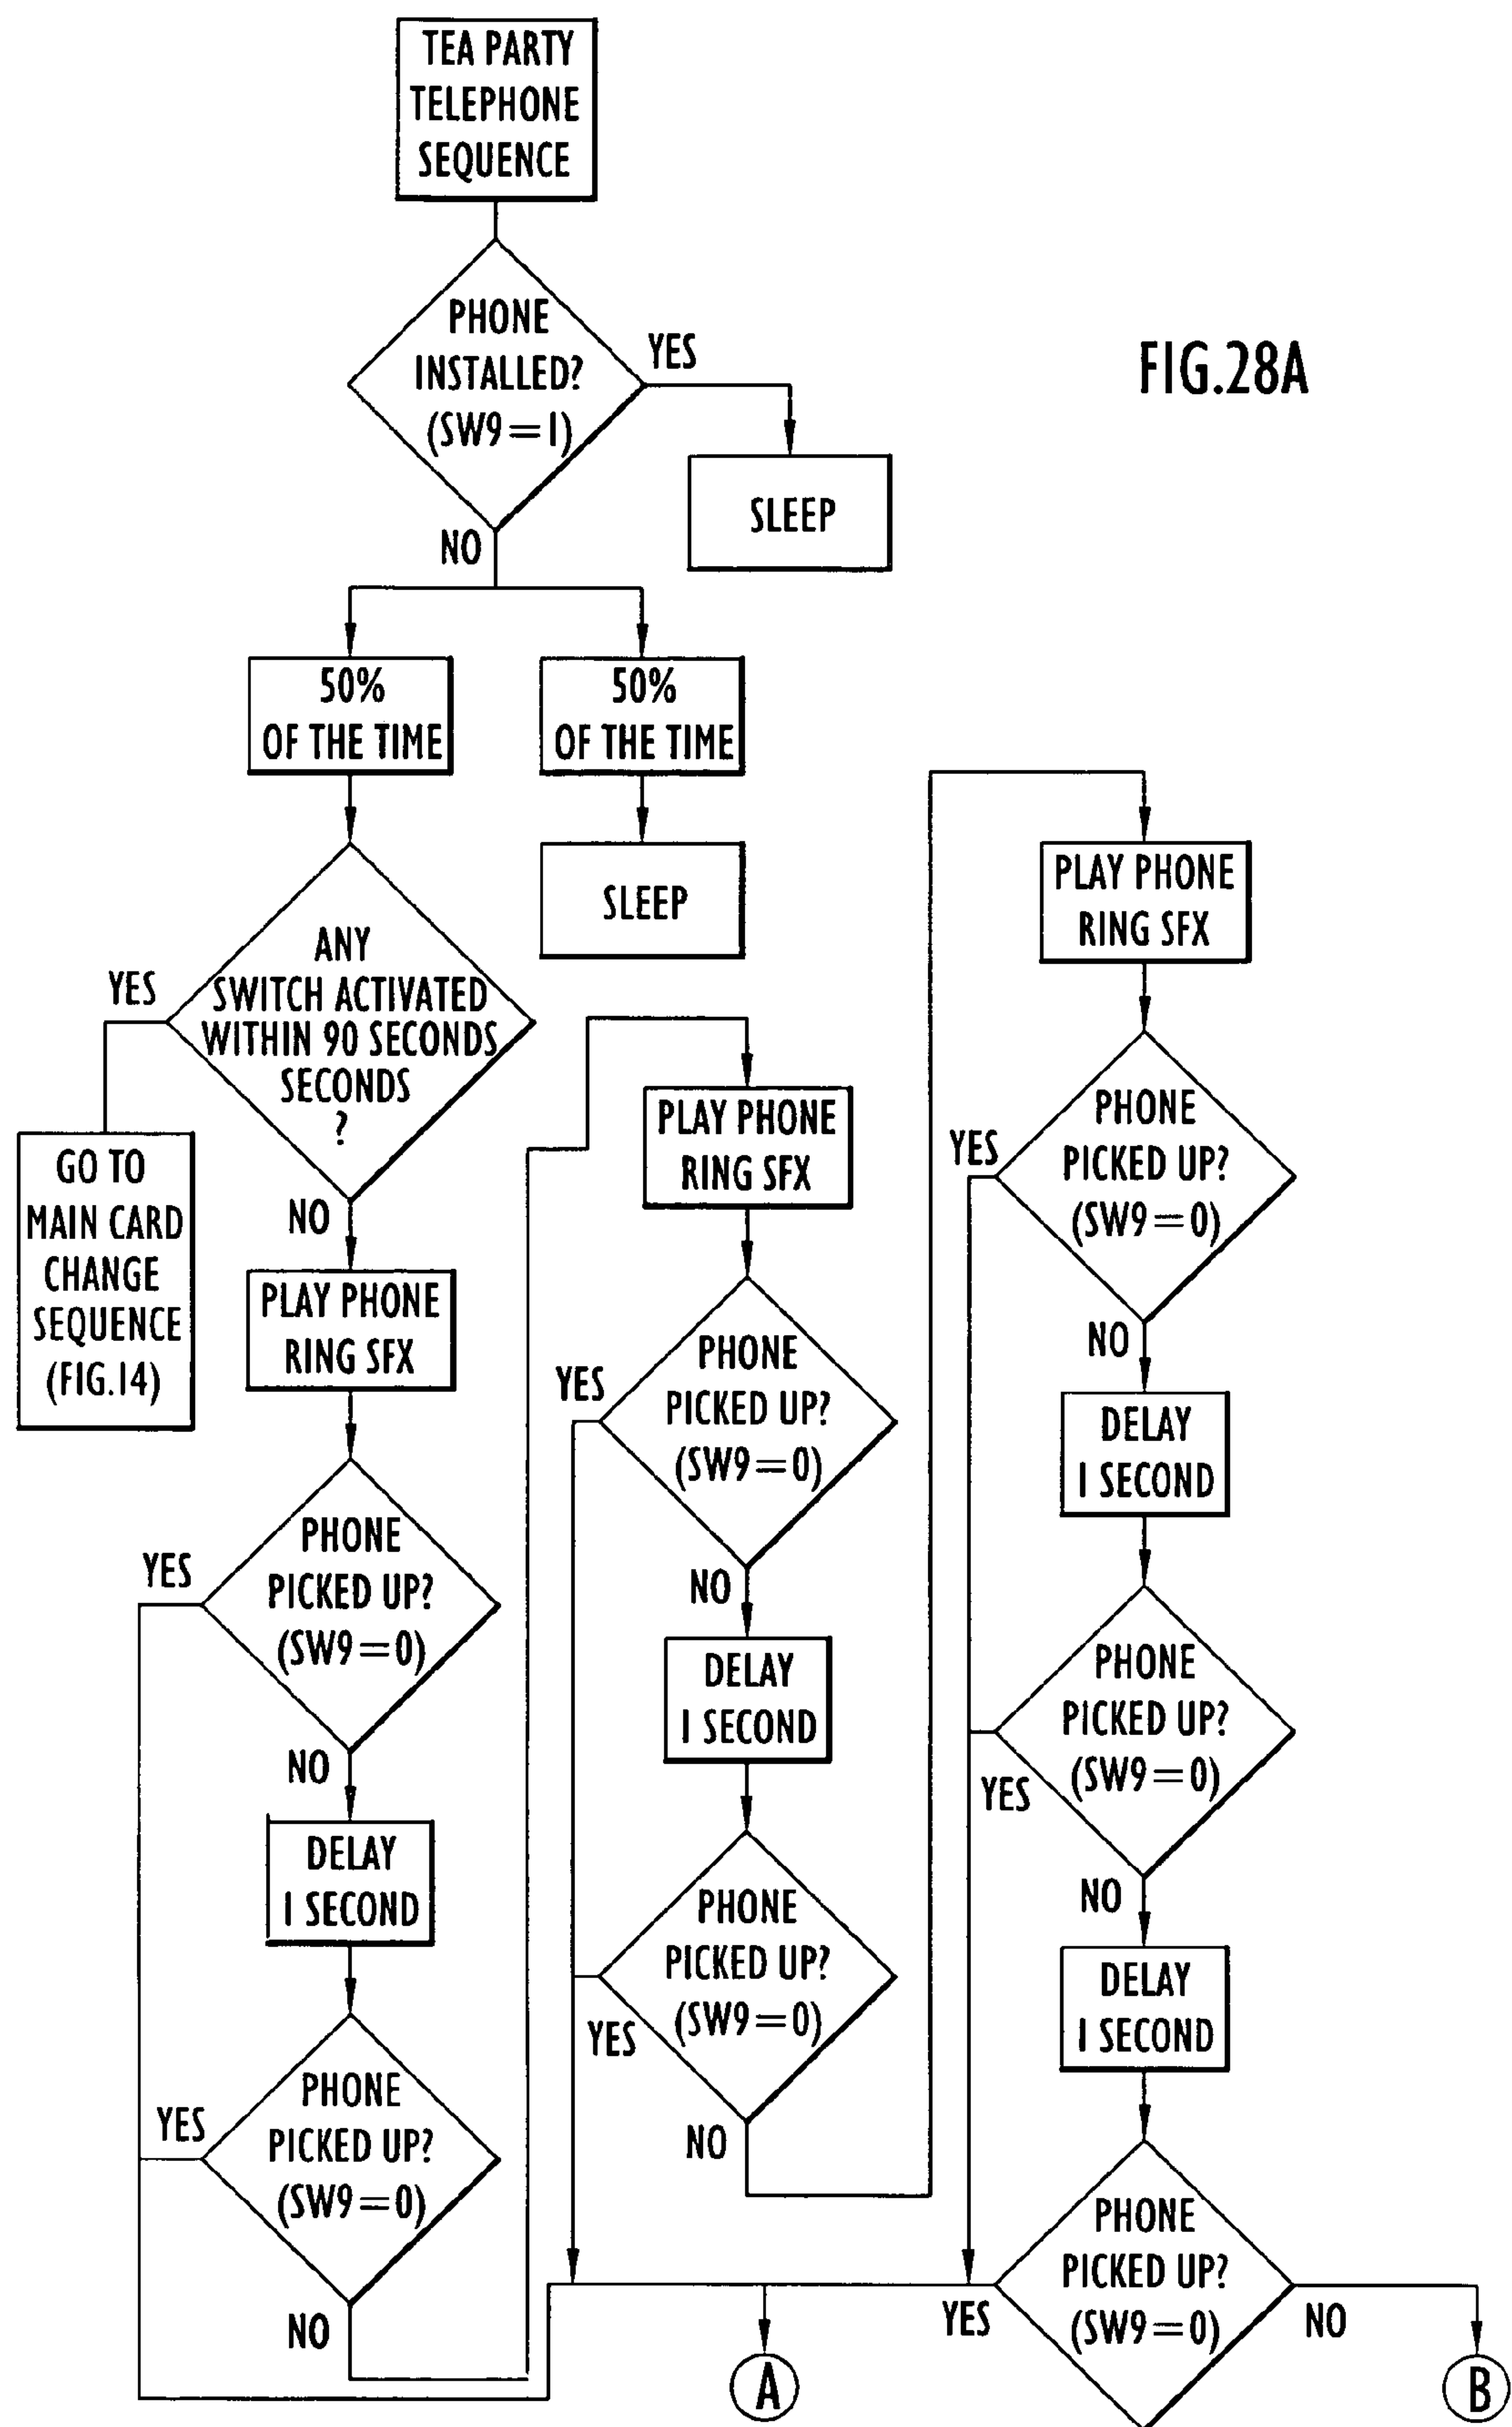 TEA PARTY
TELEPHONE
SEQUENCE
PHONE
INSTALLED?
(SW9=1)
YES
FIG.28A
SLEEP
NO
50%
OF THE TIME
50%
OF THE TIME
SLEEP
ANY
SWITCH ACTIVATED
WITHIN 90 SECONDS
SECONDS
?
YES
GO TO
MAIN CARD
CHANGE
SEQUENCE
(FIG.14)
NO
PLAY PHONE
RING SFX
PHONE
PICKED UP?
(SW9=0)
YES
NO
DELAY
1 SECOND
PHONE
PICKED UP?
(SW9=0)
YES
NO
PLAY PHONE
RING SFX
PHONE
PICKED UP?
(SW9=0)
YES
NO
DELAY
1 SECOND
PHONE
PICKED UP?
(SW9=0)
YES
NO
PLAY PHONE
RING SFX
PHONE
PICKED UP?
(SW9=0)
YES
NO
DELAY
1 SECOND
PHONE
PICKED UP?
(SW9=0)
YES
NO
DELAY
1 SECOND
PHONE
PICKED UP?
(SW9=0)
YES
NO
A
B